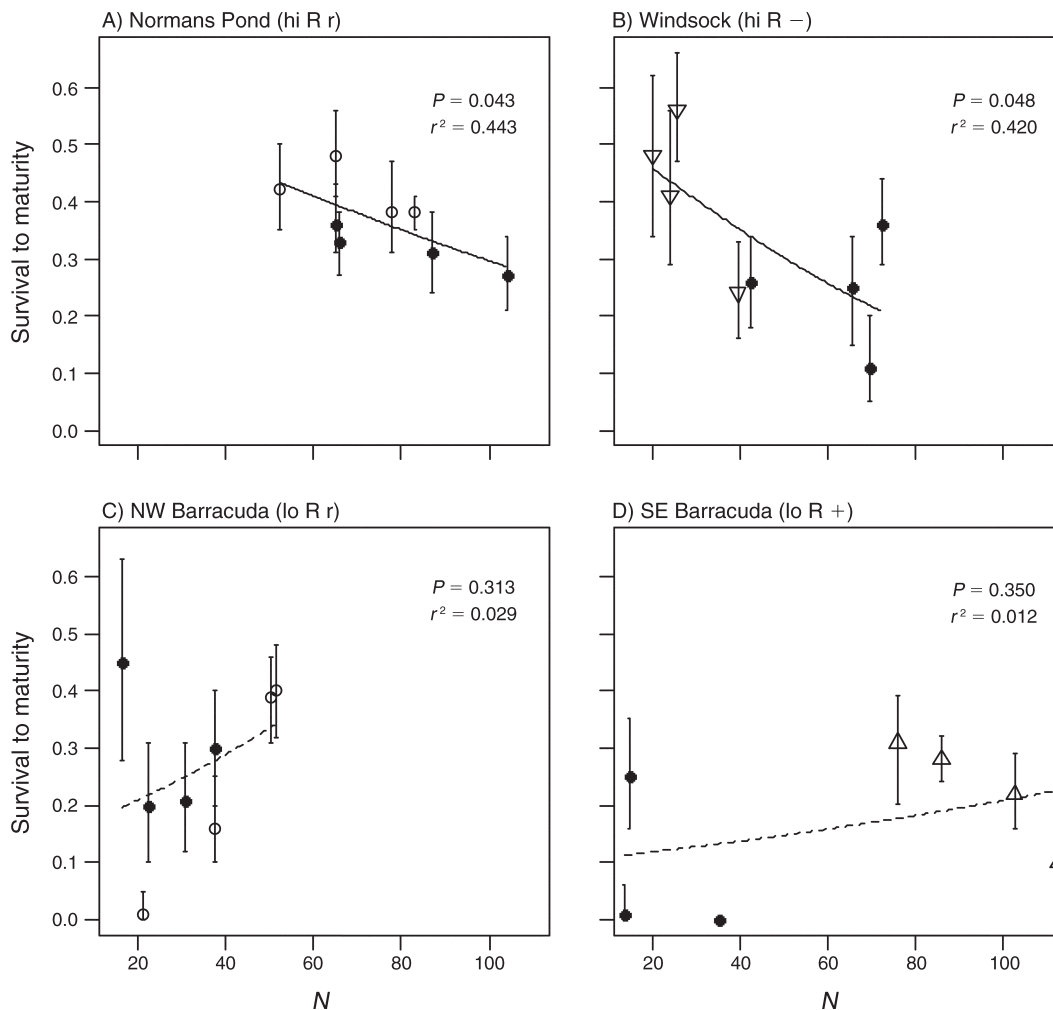 A) Normans Pond (hi R r)
B) Windsock (hi R −)
P = 0.043
r² = 0.443
P = 0.048
r² = 0.420
Survival to maturity
0.6
0.5
0.4
0.3
0.2
0.1
0.0
C) NW Barracuda (lo R r)
D) SE Barracuda (lo R +)
P = 0.313
r² = 0.029
P = 0.350
r² = 0.012
Survival to maturity
0.6
0.5
0.4
0.3
0.2
0.1
0.0
20 40 60 80 100
20 40 60 80 100
N
N